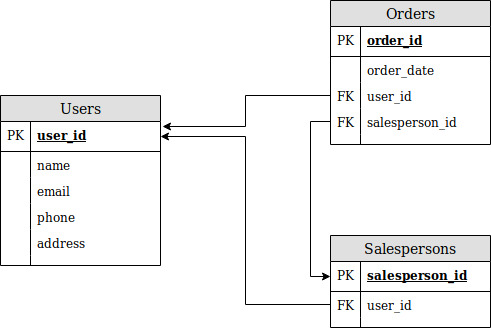 Orders
PK order_id
order_date
FK user_id
FK salesperson_id
Users
PK user_id
name
email
phone
address
Salespersons
PK salesperson_id
FK user_id